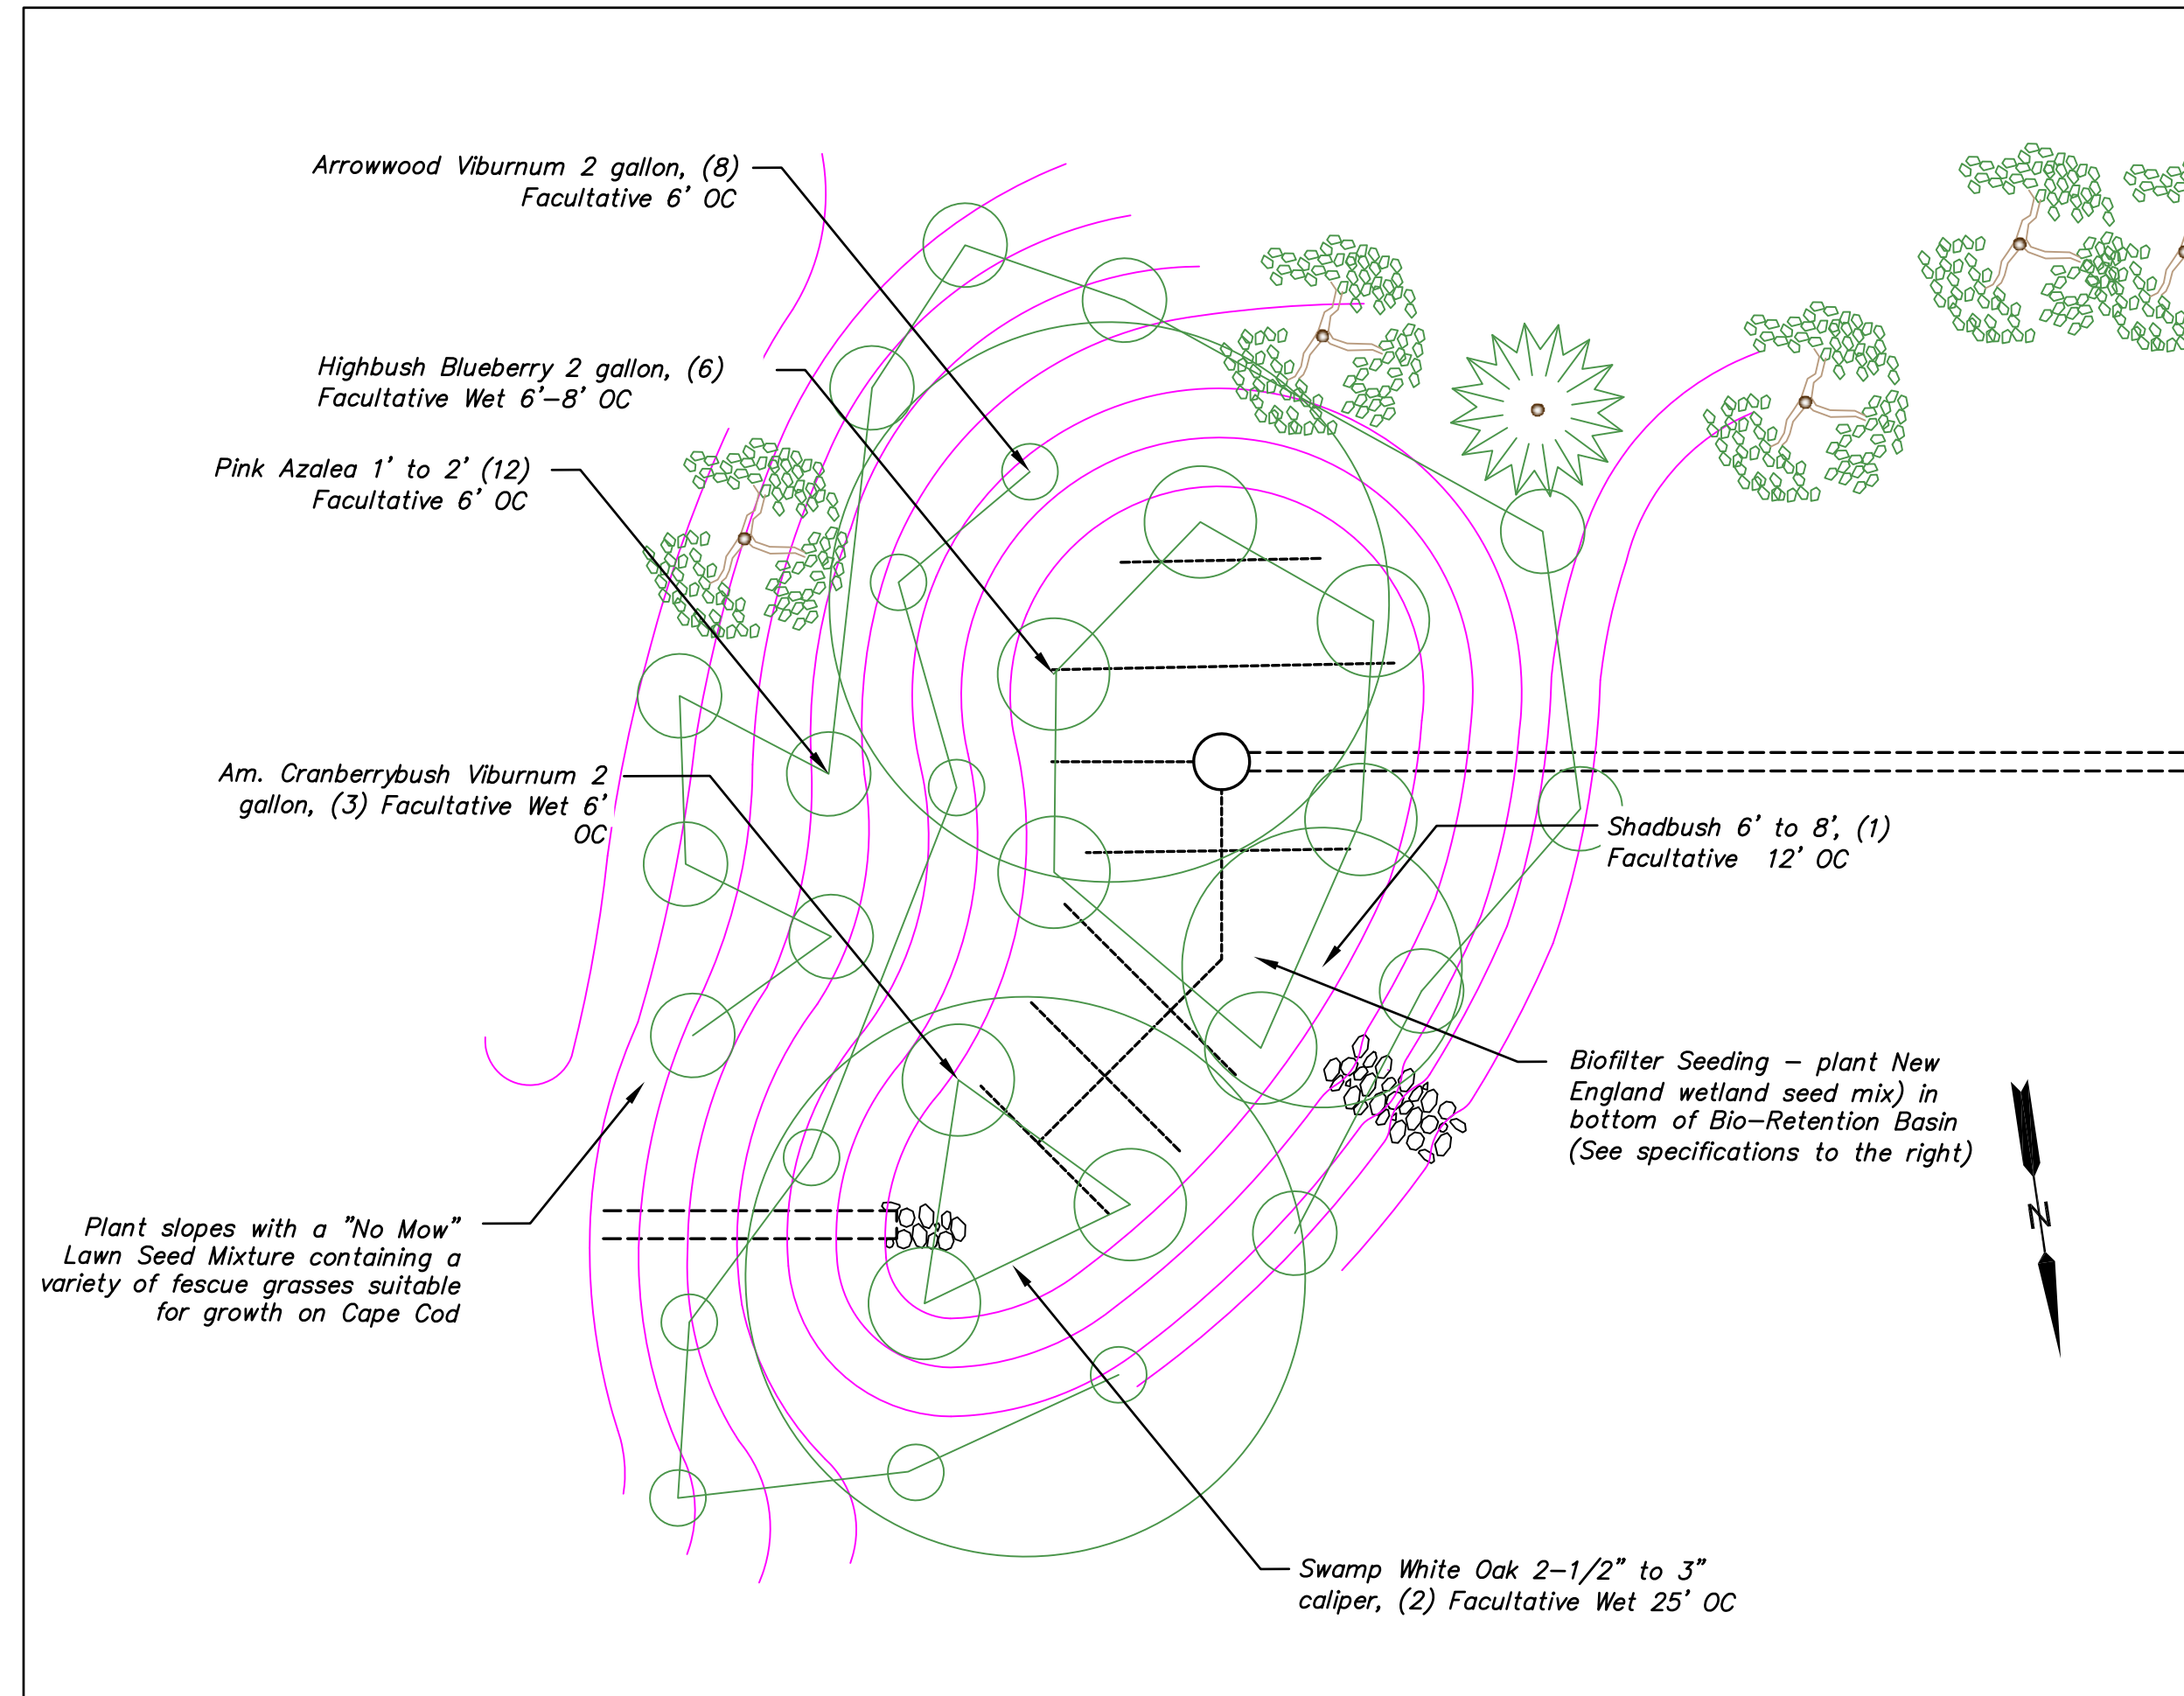 Arrowwood Viburnum 2 gallon, (8)
Facultative 6' OC
Highbush Blueberry 2 gallon, (6)
Facultative Wet 6'-8' OC
Pink Azalea 1' to 2' (12)
Facultative 6' OC
Am. Cranberrybush Viburnum 2
gallon, (3) Facultative Wet 6'
OC
Shadbush 6' to 8', (1)
Facultative 12' OC
Biofilter Seeding – plant New
England wetland seed mix) in
bottom of Bio–Retention Basin
(See specifications to the right)
N
Plant slopes with a "No Mow"
Lawn Seed Mixture containing a
variety of fescue grasses suitable
for growth on Cape Cod
Swamp White Oak 2–1/2" to 3"
caliper, (2) Facultative Wet 25' OC